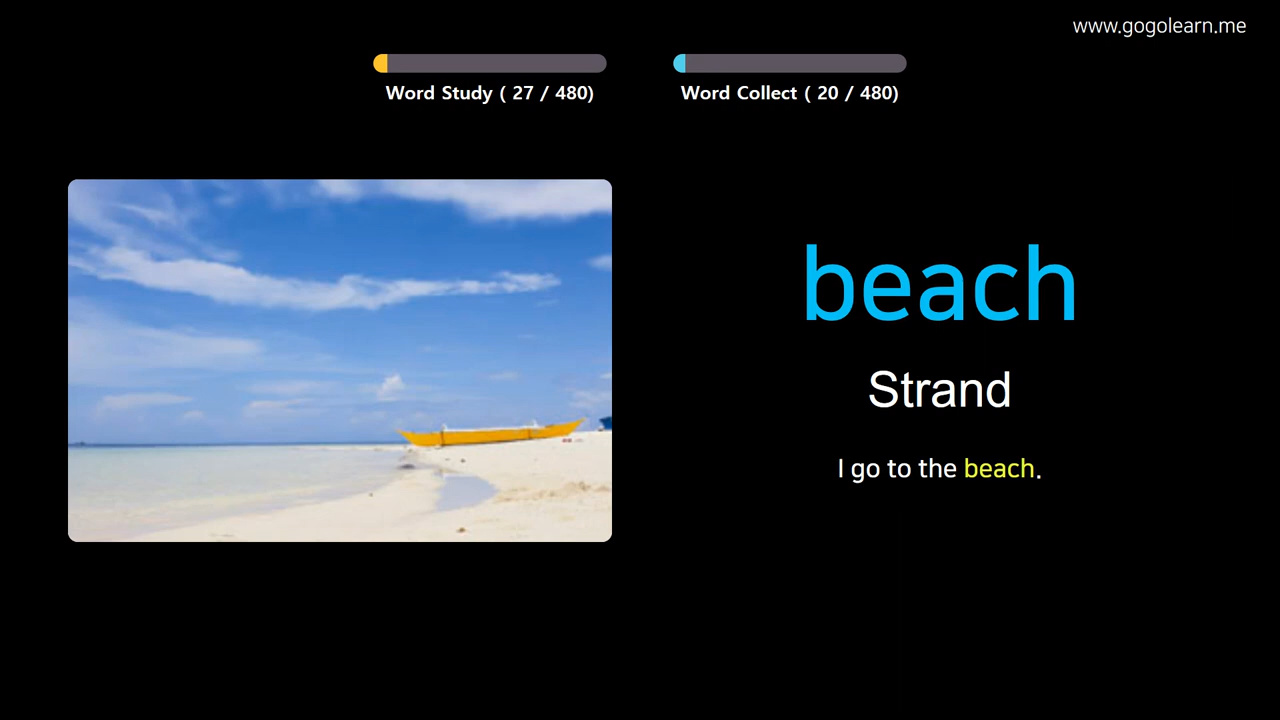 www.gogolearn.me
Word Study ( 27 / 480)
Word Collect ( 20 / 480)
beach
Strand
I go to the beach.